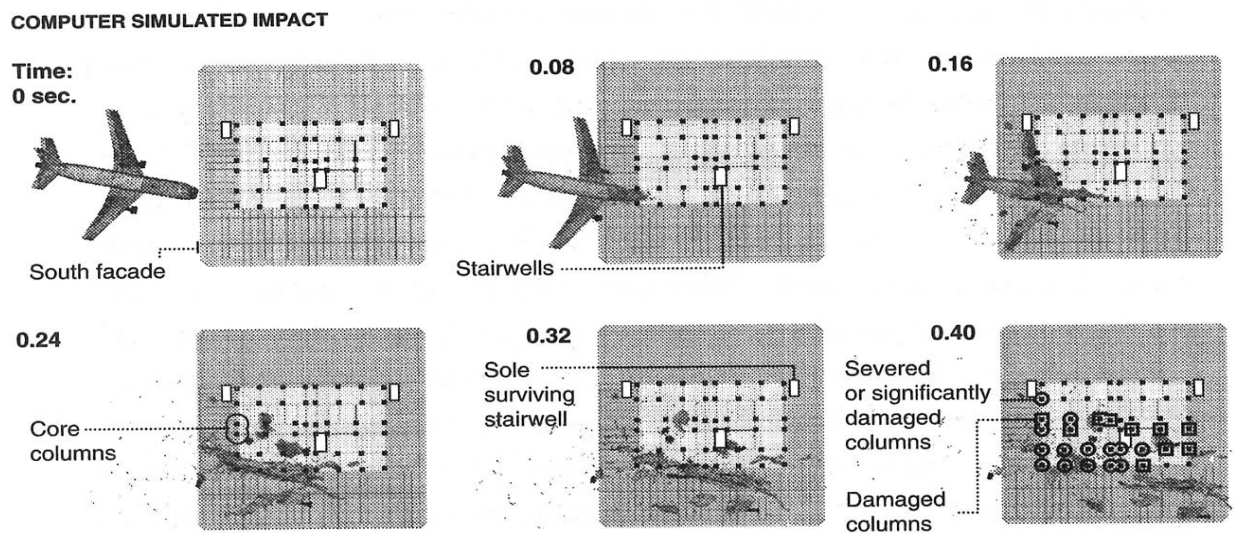 COMPUTER SIMULATED IMPACT
Time:
0 sec.
0.08
0.16
South facade
Stairwells
0.24
0.32
0.40
Core
columns
Sole
surviving
stairwell
Severed
or significantly
damaged
columns
Damaged
columns